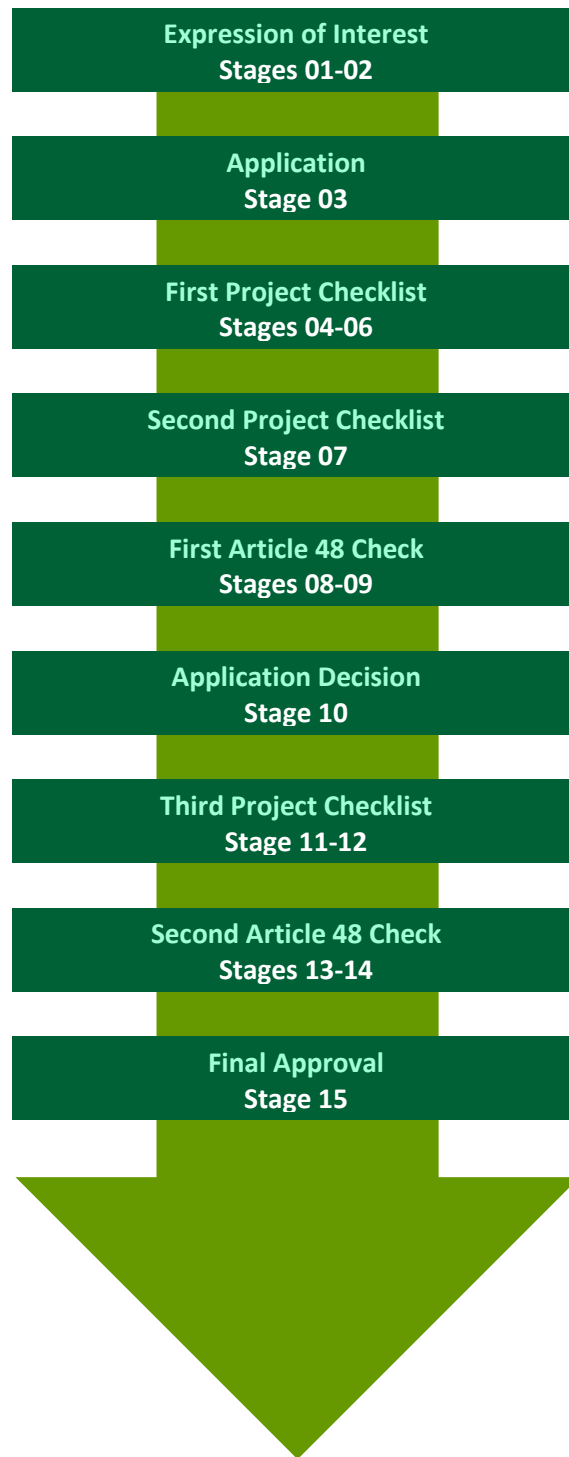 Expression of Interest
Stages 01-02
Application
Stage 03
First Project Checklist
Stages 04-06
Second Project Checklist
Stage 07
First Article 48 Check
Stages 08-09
Application Decision
Stage 10
Third Project Checklist
Stage 11-12
Second Article 48 Check
Stages 13-14
Final Approval
Stage 15